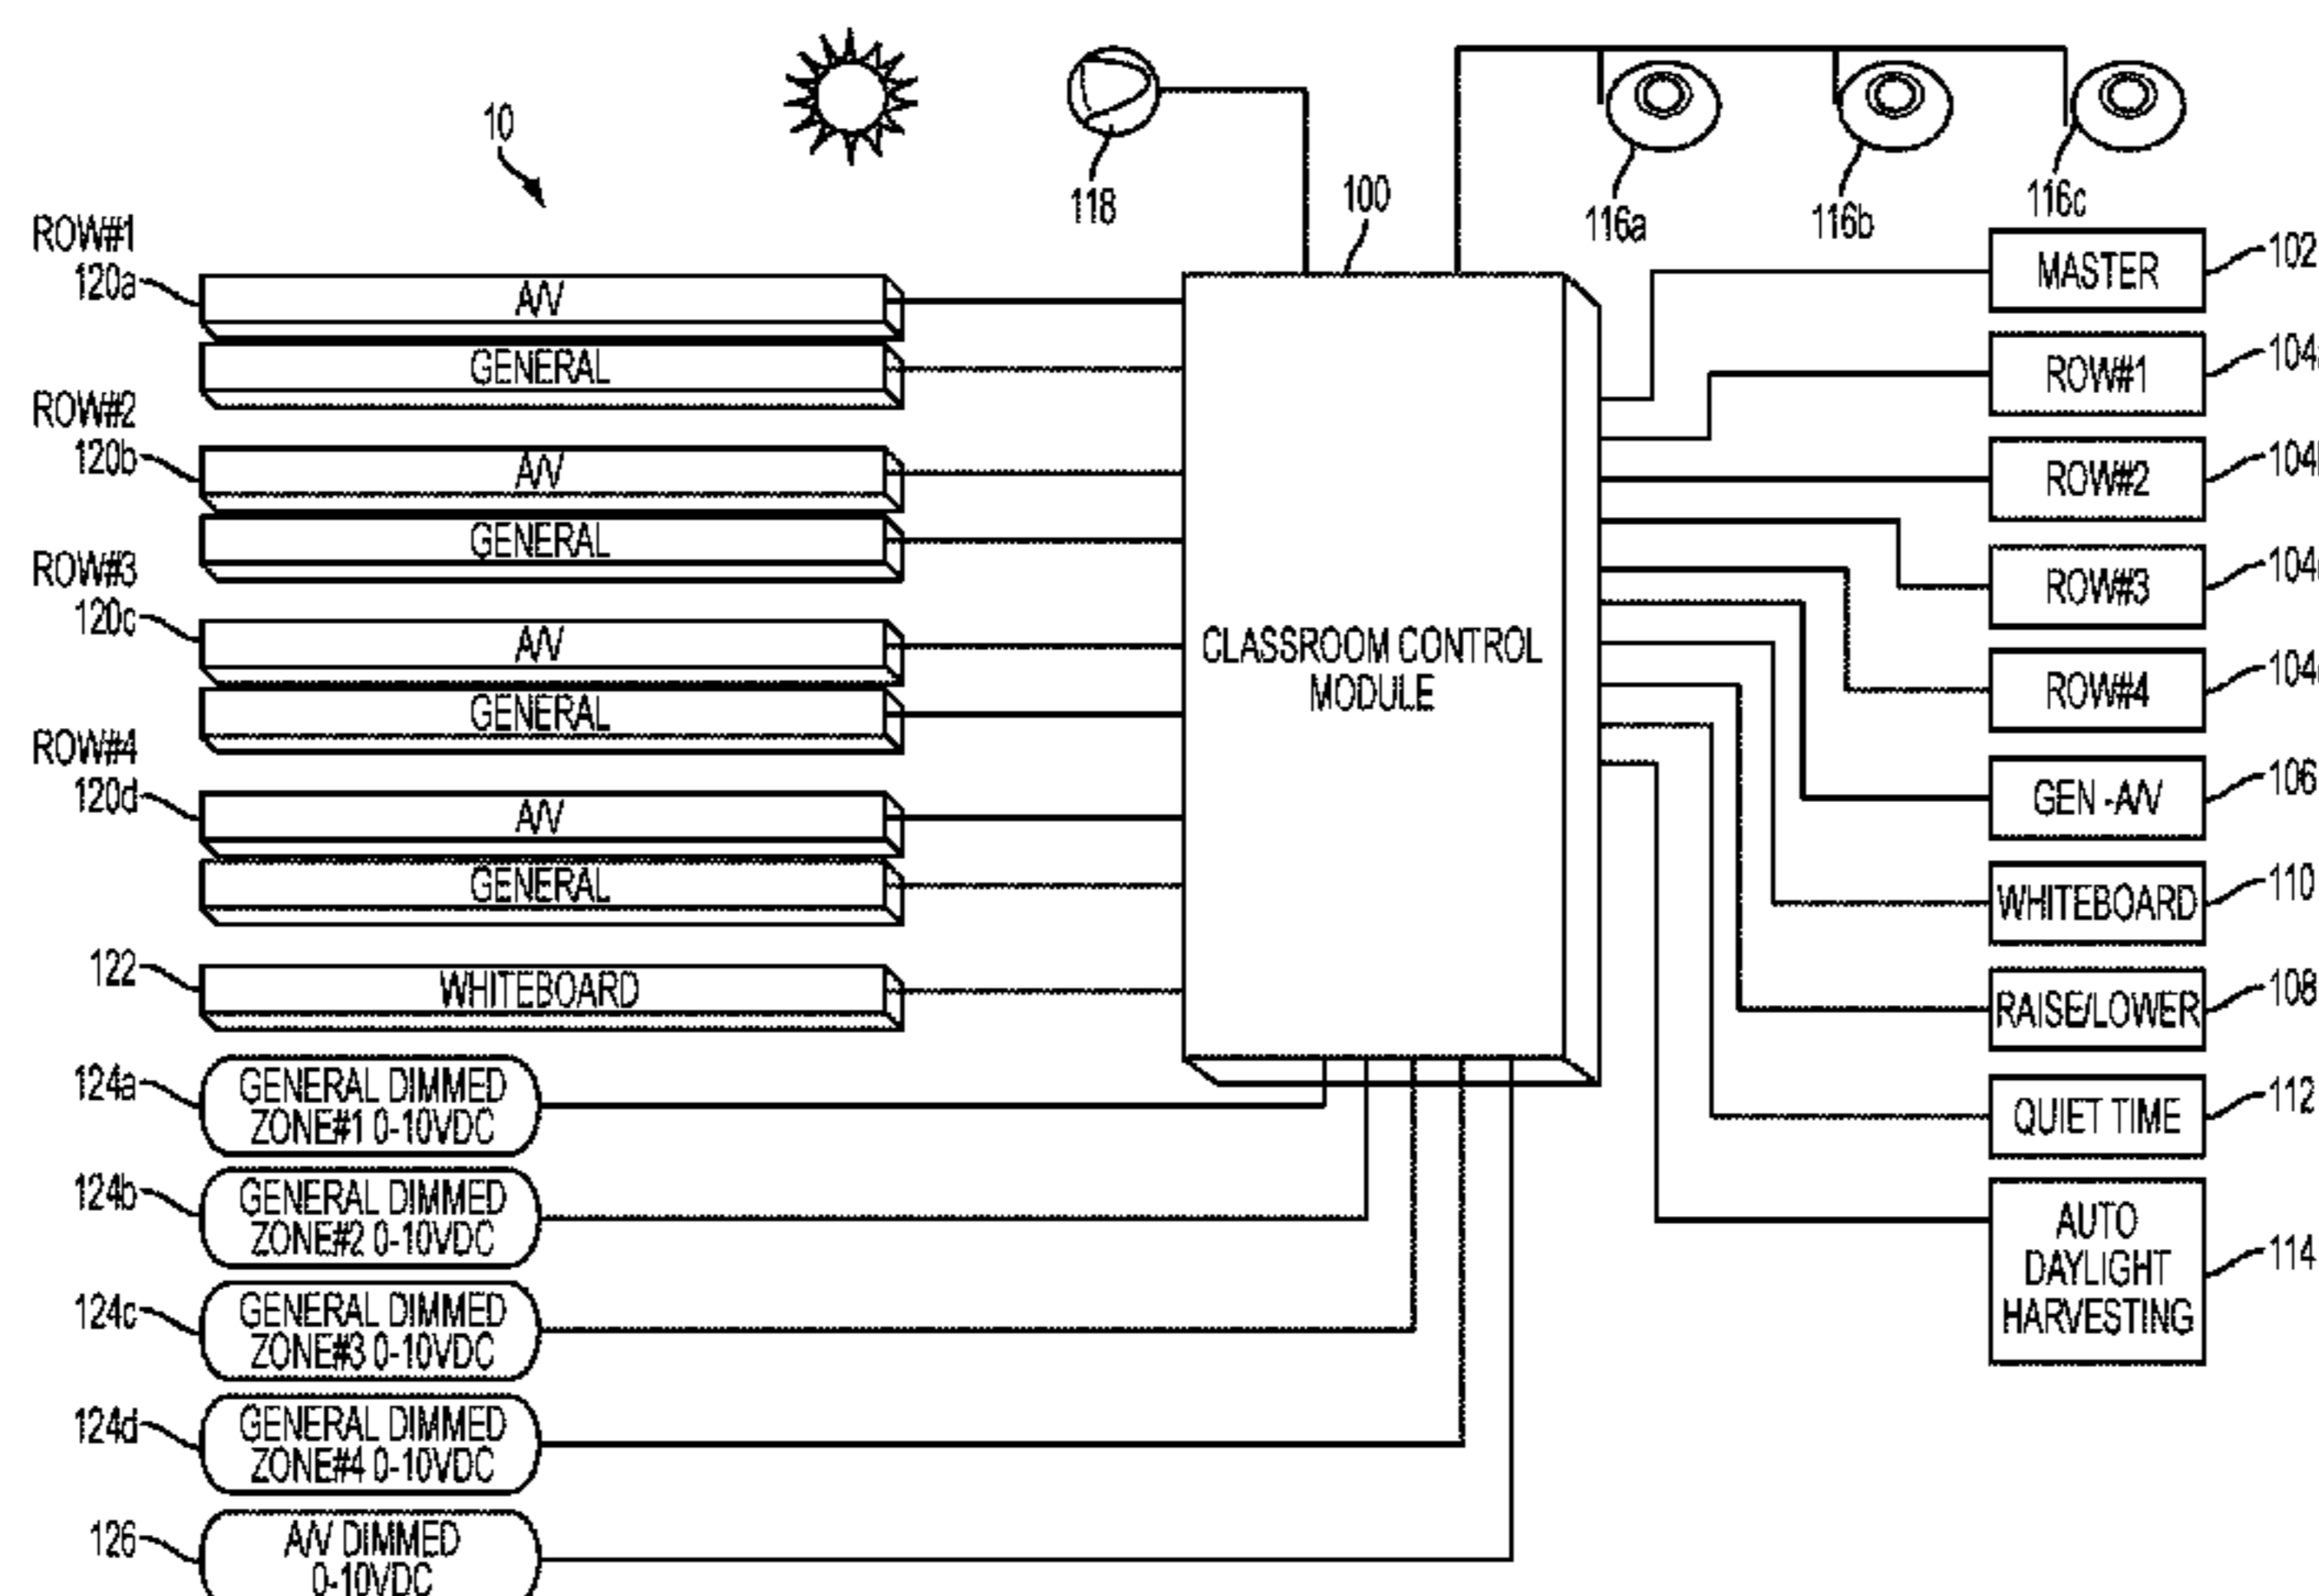 10
118
100
116a
116b
116c
ROW#1
120a
A/V
GENERAL
ROW#2
120b
A/V
GENERAL
ROW#3
120c
A/V
GENERAL
ROW#4
120d
A/V
GENERAL
122
WHITEBOARD
124a
GENERAL DIMMED
ZONE#1 0-10VDC
124b
GENERAL DIMMED
ZONE#2 0-10VDC
124c
GENERAL DIMMED
ZONE#3 0-10VDC
124d
GENERAL DIMMED
ZONE#4 0-10VDC
126
A/V DIMMED
0-10VDC
CLASSROOM CONTROL
MODULE
MASTER
102
ROW#1
ROW#2
ROW#3
ROW#4
GEN -A/V
106
WHITEBOARD
110
RAISE/LOWER
108
QUIET TIME
112
AUTO
DAYLIGHT
HARVESTING
114